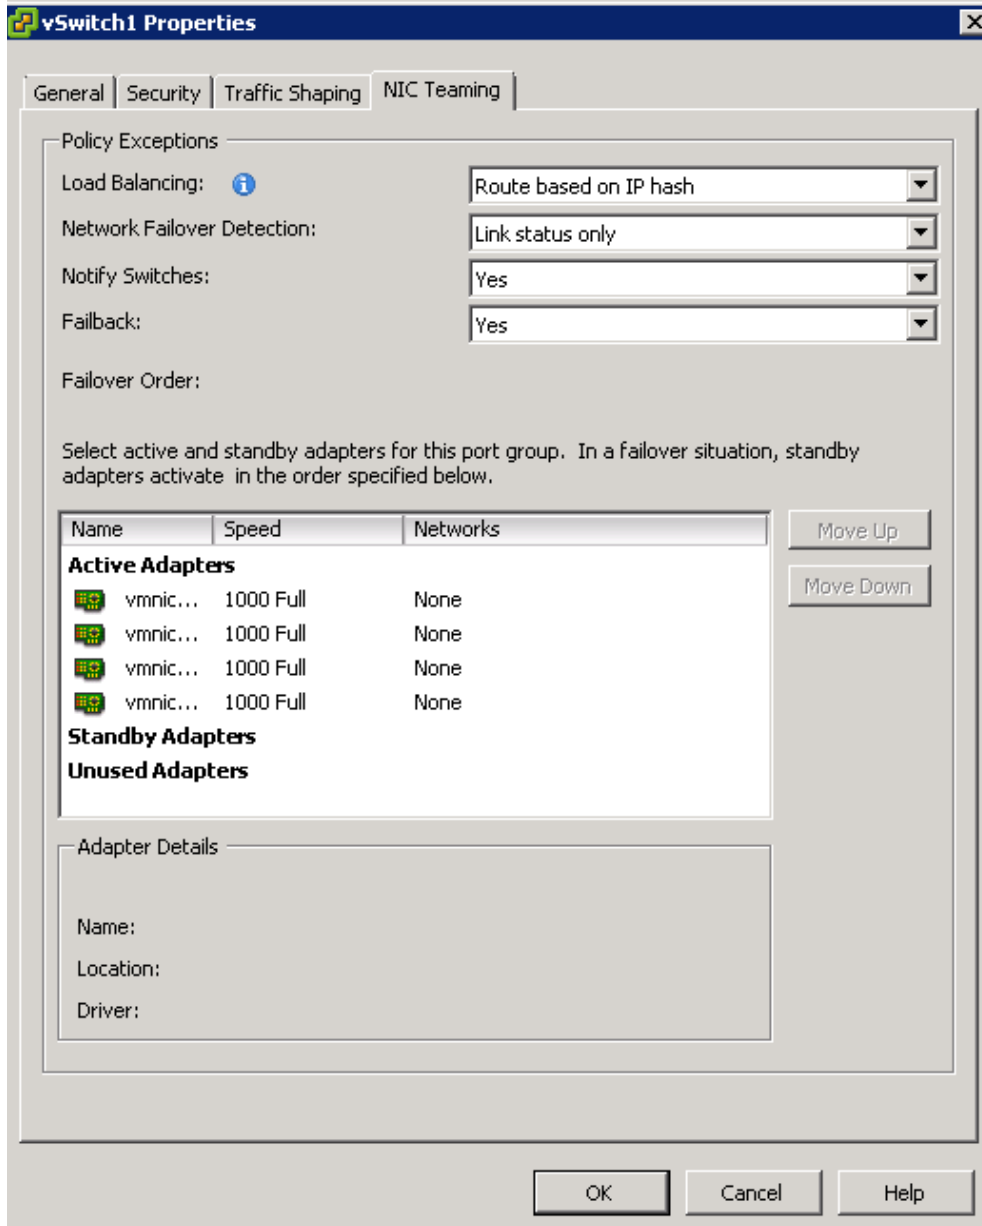 vSwitch1 Properties
General Security Traffic Shaping NIC Teaming
Policy Exceptions
Load Balancing: Route based on IP hash
Network Failover Detection: Link status only
Notify Switches: Yes
Failback: Yes
Failover Order:
Select active and standby adapters for this port group. In a failover situation, standby
adapters activate in the order specified below.
Name Speed Networks
Move Up
Active Adapters
Move Down
vmnic... 1000 Full None
vmnic... 1000 Full None
vmnic... 1000 Full None
vmnic... 1000 Full None
Standby Adapters
Unused Adapters
Adapter Details
Name:
Location:
Driver:
OK Cancel Help